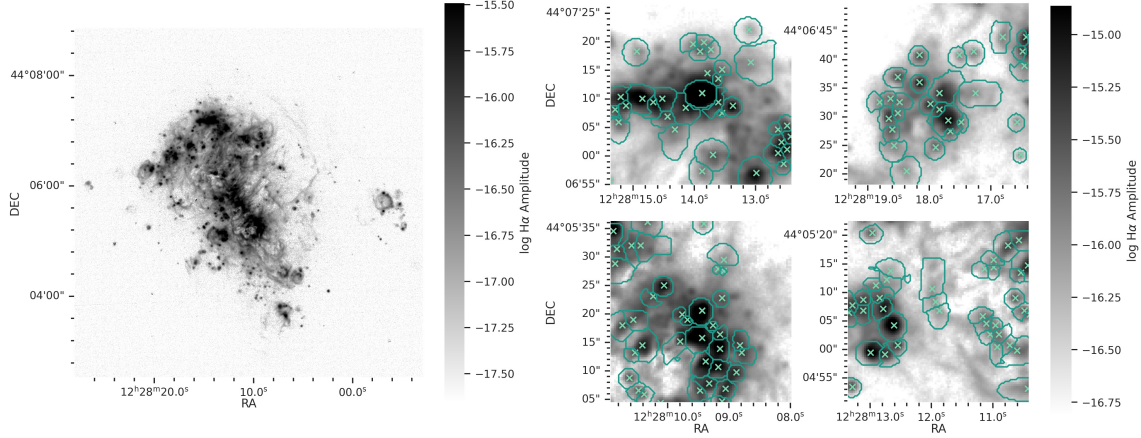 44°08'00"
06'00"
04'00"
DEC
12ʰ28ᵐ20.0ˢ
10.0ˢ
00.0ˢ
RA
−15.50
−15.75
−16.00
−16.25
−16.50
−16.75
−17.00
−17.25
−17.50
log Hα Amplitude
44°07'25"
20"
15"
10"
05"
00"
06'55"
DEC
12ʰ28ᵐ15.0ˢ
14.0ˢ
13.0ˢ
44°06'45"
40"
35"
30"
25"
20"
12ʰ28ᵐ19.0ˢ
18.0ˢ
17.0ˢ
44°05'35"
30"
25"
20"
15"
10"
05"
DEC
12ʰ28ᵐ10.0ˢ
09.0ˢ
08.0ˢ
RA
44°05'20"
15"
10"
05"
00"
04'55"
12ʰ28ᵐ13.0ˢ
12.0ˢ
11.0ˢ
RA
−15.00
−15.25
−15.50
−15.75
−16.00
−16.25
−16.50
−16.75
log Hα Amplitude